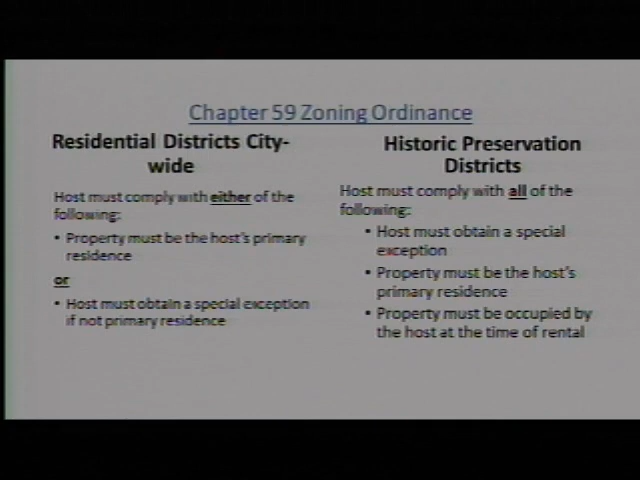 Chapter 59 Zoning Ordinance
Residential Districts City-
wide
Host must comply with either of the
following:
• Property must be the host's primary
residence
or
• Host must obtain a special exception
if not primary residence
Historic Preservation
Districts
Host must comply with all of the
following:
• Host must obtain a special
exception
• Property must be the host's
primary residence
• Property must be occupied by
the host at the time of rental